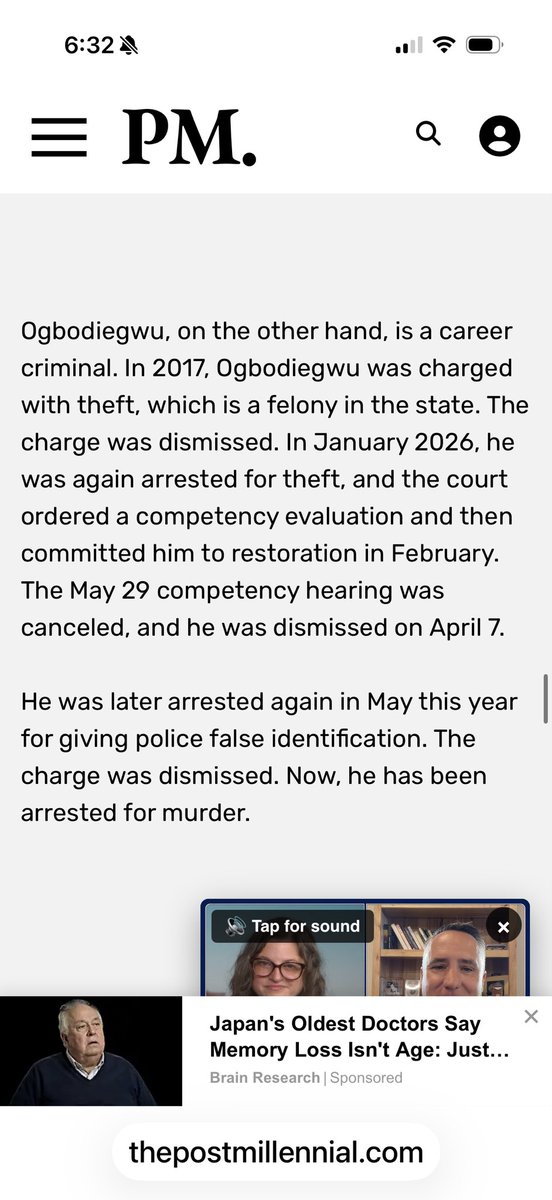 6:32
PM.
Ogbodiegwu, on the other hand, is a career
criminal. In 2017, Ogbodiegwu was charged
with theft, which is a felony in the state. The
charge was dismissed. In January 2026, he
was again arrested for theft, and the court
ordered a competency evaluation and then
committed him to restoration in February.
The May 29 competency hearing was
canceled, and he was dismissed on April 7.
He was later arrested again in May this year
for giving police false identification. The
charge was dismissed. Now, he has been
arrested for murder.
Tap for sound
Japan's Oldest Doctors Say
Memory Loss Isn't Age: Just...
Brain Research | Sponsored
thepostmillennial.com